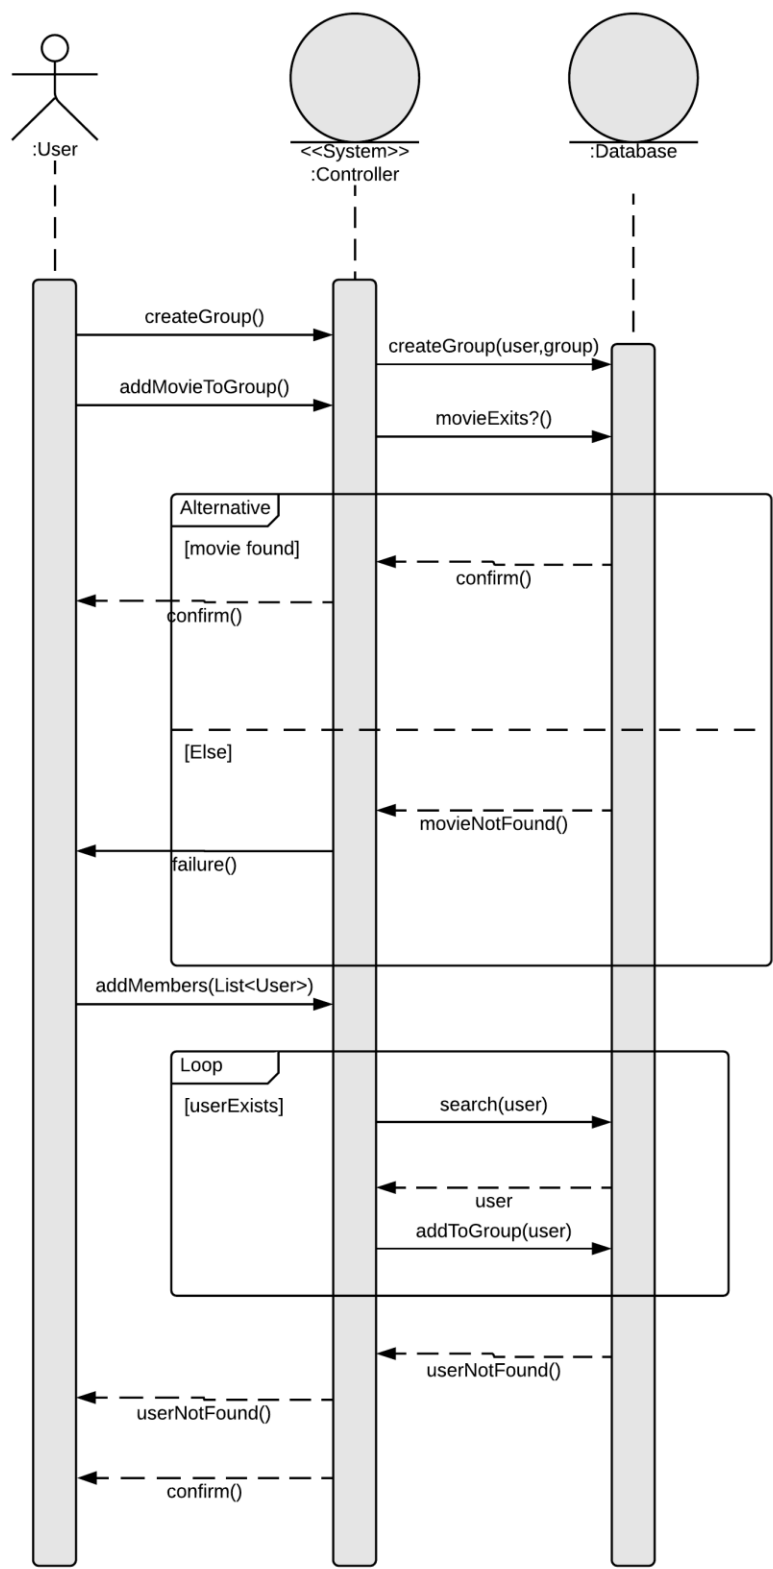 :User
<<System>>
:Controller
:Database
createGroup()
createGroup(user,group)
addMovieToGroup()
movieExits?()
Alternative
[movie found]
confirm()
confirm()
[Else]
movieNotFound()
failure()
addMembers(List<User>)
Loop
[userExists]
search(user)
user
addToGroup(user)
userNotFound()
userNotFound()
confirm()